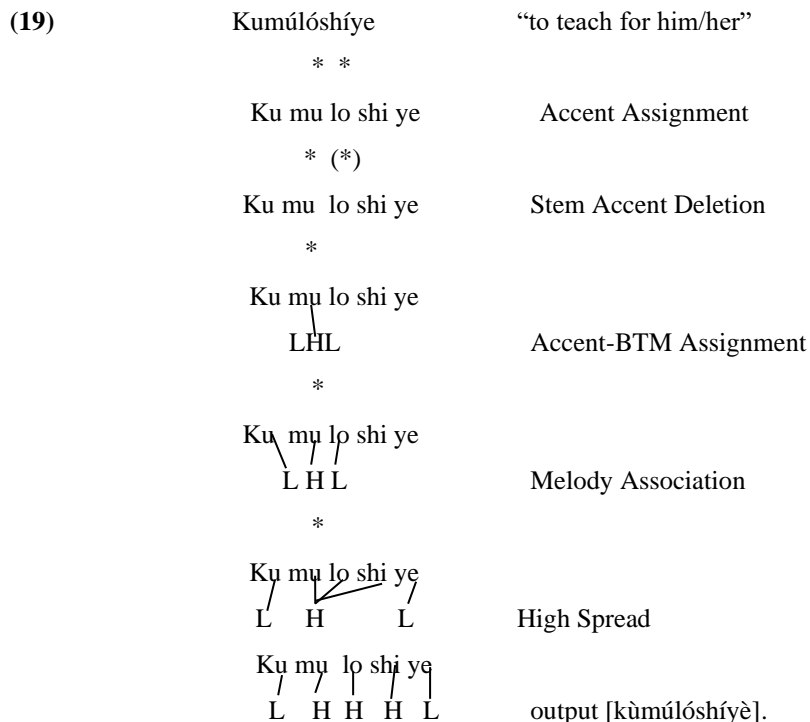 (19) Kumúlóshíye “to teach for him/her”
* *
Ku mu lo shi ye Accent Assignment
* (*)
Ku mu lo shi ye Stem Accent Deletion
*
Ku mu lo shi ye
LHL Accent-BTM Assignment
*
Ku mu lo shi ye
L H L Melody Association
*
Ku mu lo shi ye
L H L High Spread
Ku mu lo shi ye
L H H H L output [kùmúlóshíyè].